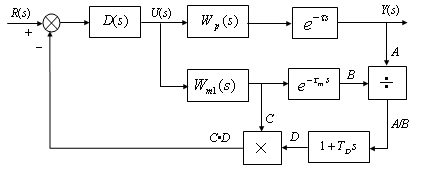 R(s) U(s) Y(s)
+ D(s) W_p(s) e^{-τs}
− A
W_{m1}(s) e^{-τ_m s} B ÷
C
C•D D A/B
× 1+T_D s